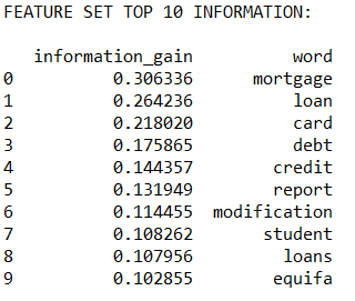 FEATURE SET TOP 10 INFORMATION:
information_gain word
0 0.306336 mortgage
1 0.264236 loan
2 0.218020 card
3 0.175865 debt
4 0.144357 credit
5 0.131949 report
6 0.114455 modification
7 0.108262 student
8 0.107956 loans
9 0.102855 equifa